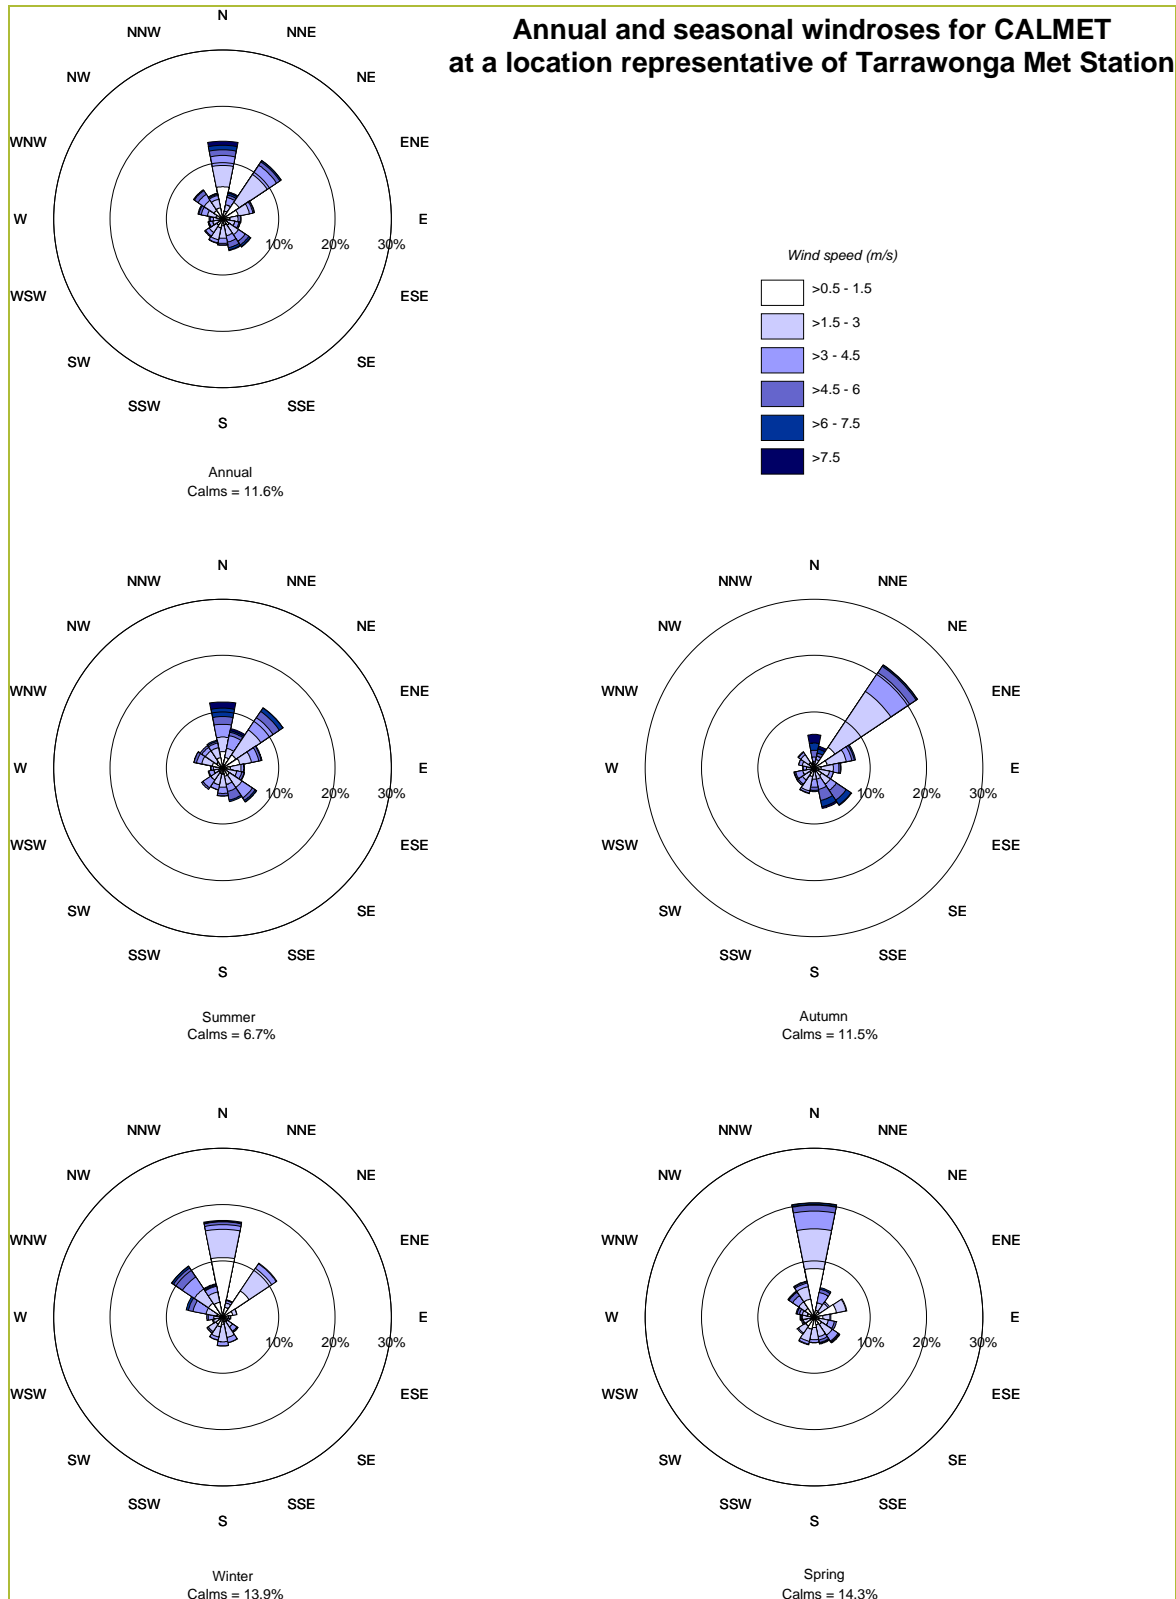 Annual and seasonal windroses for CALMET
at a location representative of Tarrawonga Met Station
N
NNW NNE
NW NE
WNW ENE
W E
10% 20% 30%
WSW ESE
SW SE
SSW SSE
S
Annual
Calms = 11.6%
Wind speed (m/s)
>0.5 - 1.5
>1.5 - 3
>3 - 4.5
>4.5 - 6
>6 - 7.5
>7.5
N
NNW NNE
NW NE
WNW ENE
W E
10% 20% 30%
WSW ESE
SW SE
SSW SSE
S
Summer
Calms = 6.7%
N
NNW NNE
NW NE
WNW ENE
W E
10% 20% 30%
WSW ESE
SW SE
SSW SSE
S
Autumn
Calms = 11.5%
N
NNW NNE
NW NE
WNW ENE
W E
10% 20% 30%
WSW ESE
SW SE
SSW SSE
S
Winter
Calms = 13.9%
N
NNW NNE
NW NE
WNW ENE
W E
10% 20% 30%
WSW ESE
SW SE
SSW SSE
S
Spring
Calms = 14.3%